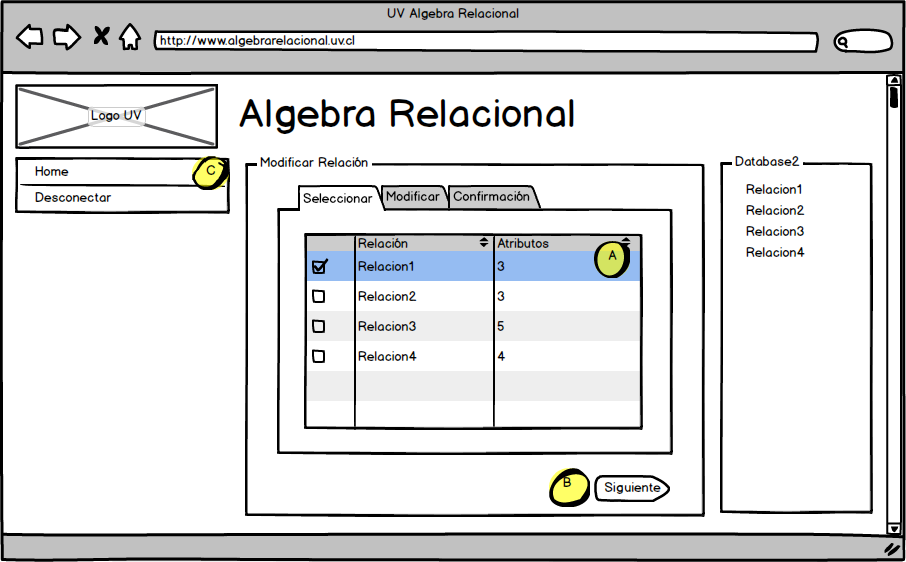 UV Algebra Relacional
http://www.algebrarelacional.uv.cl
Logo UV
Algebra Relacional
Home
C
Desconectar
Modificar Relación
Seleccionar Modificar Confirmación
Relación Atributos
A
Relacion1 3
Relacion2 3
Relacion3 5
Relacion4 4
B
Siguiente
Database2
Relacion1
Relacion2
Relacion3
Relacion4